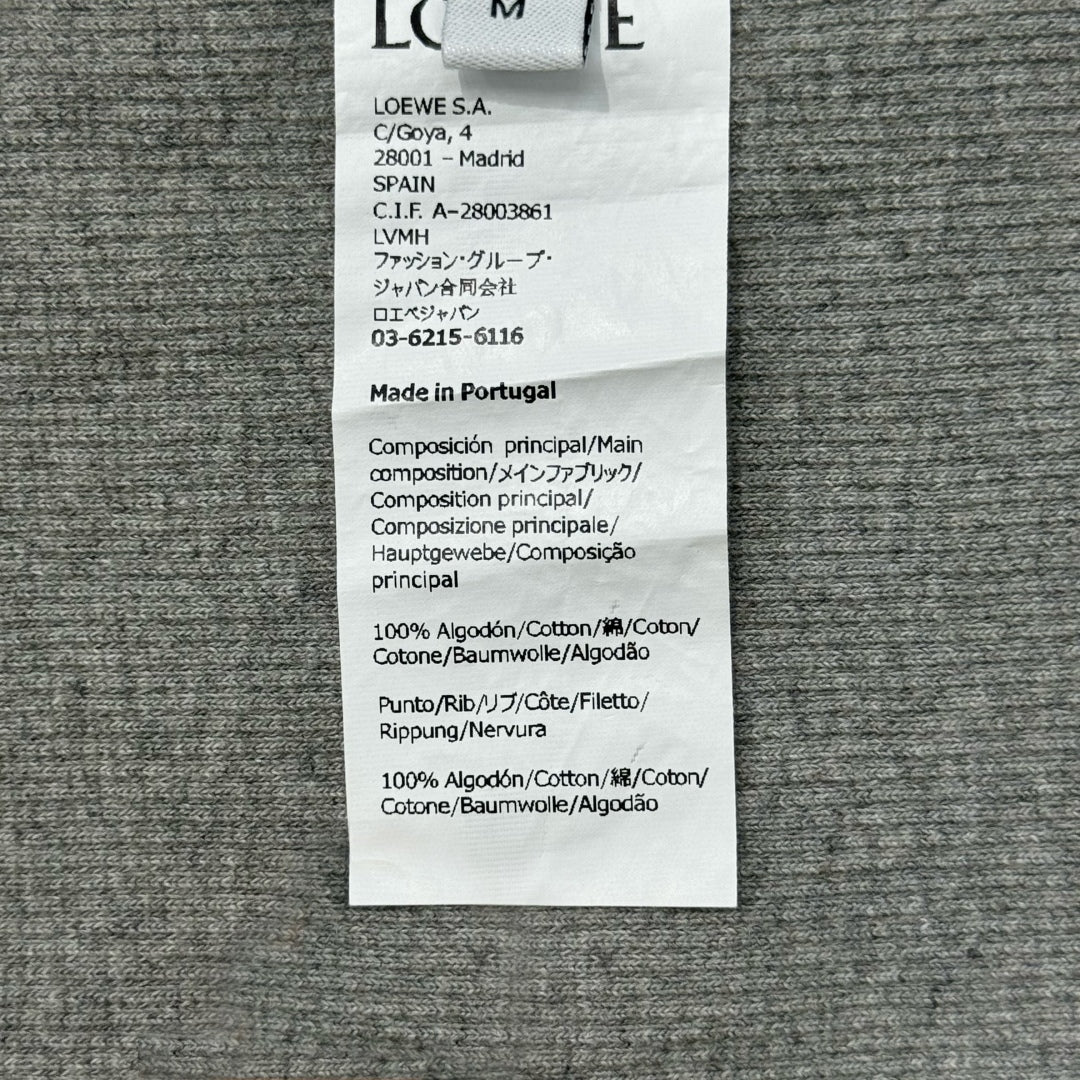 M
LOEWE S.A.
C/Goya, 4
28001 – Madrid
SPAIN
C.I.F. A-28003861
LVMH
ファッション・グループ・
ジャパン合同会社
ロエベジャパン
03-6215-6116
Made in Portugal
Composición principal/Main
composition/メインファブリック/
Composition principal/
Composizione principale/
Hauptgewebe/Composição
principal
100% Algodón/Cotton/綿/Coton/
Cotone/Baumwolle/Algodão
Punto/Rib/リブ/Côte/Filetto/
Rippung/Nervura
100% Algodón/Cotton/綿/Coton/
Cotone/Baumwolle/Algodão